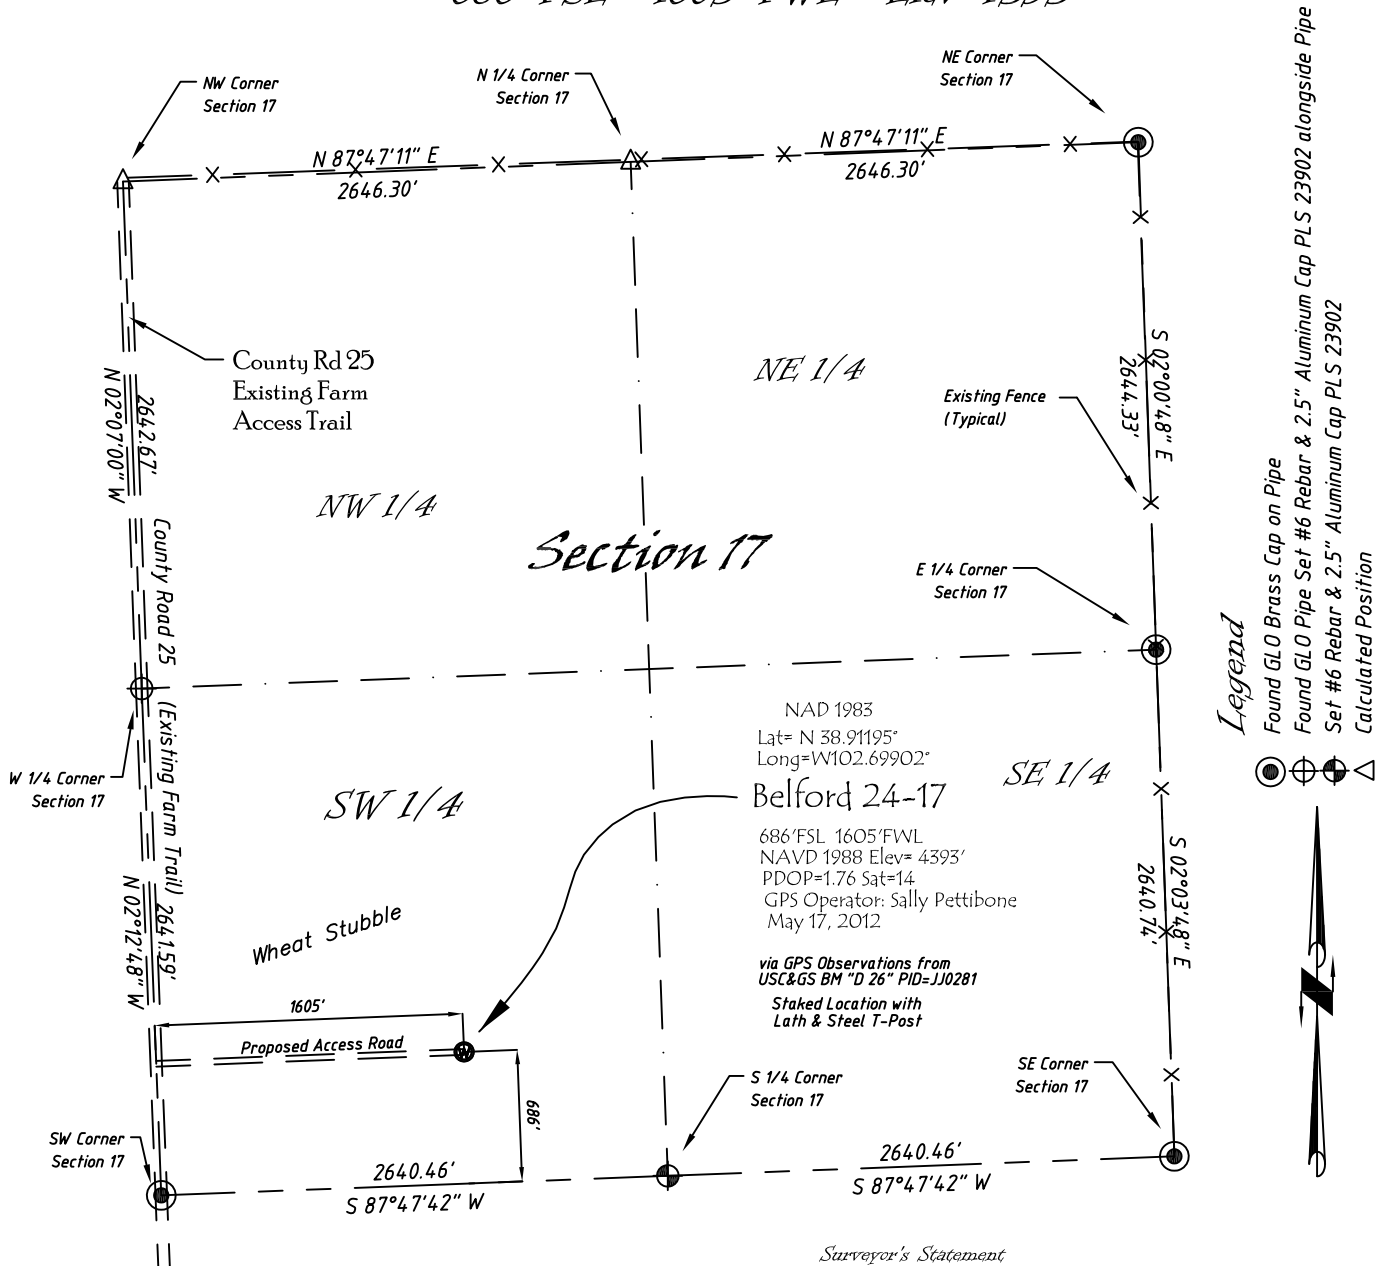 NW Corner
Section 17
N 1/4 Corner
Section 17
NE Corner
Section 17
N 87°47'11" E
2646.30'
N 87°47'11" E
2646.30'
County Rd 25
Existing Farm
Access Trail
NE 1/4
Existing Fence
(Typical)
S 02°00'48" E
2644.33'
2642.67'
N 02°07'00" W
NW 1/4
Section 17
County Road 25 (Existing Farm Trail)
E 1/4 Corner
Section 17
W 1/4 Corner
Section 17
NAD 1983
Lat= N 38.91195°
Long=W102.69902°
Belford 24-17
686'FSL 1605'FWL
NAVD 1988 Elev= 4393'
PDOP=1.76 Sat=14
GPS Operator: Sally Pettibone
May 17, 2012
via GPS Observations from
USC&GS BM "D 26" PID=JJ0281
Staked Location with
Lath & Steel T-Post
SE 1/4
SW 1/4
S 02°03'48" E
2640.74'
Wheat Stubble
2641.59'
N 02°12'48" W
1605'
Proposed Access Road
W
686'
S 1/4 Corner
Section 17
SE Corner
Section 17
SW Corner
Section 17
2640.46'
S 87°47'42" W
2640.46'
S 87°47'42" W
Surveyor's Statement
Legend
Found GLO Brass Cap on Pipe
Found GLO Pipe Set #6 Rebar & 2.5" Aluminum Cap PLS 23902 alongside Pipe
Set #6 Rebar & 2.5" Aluminum Cap PLS 23902
Calculated Position